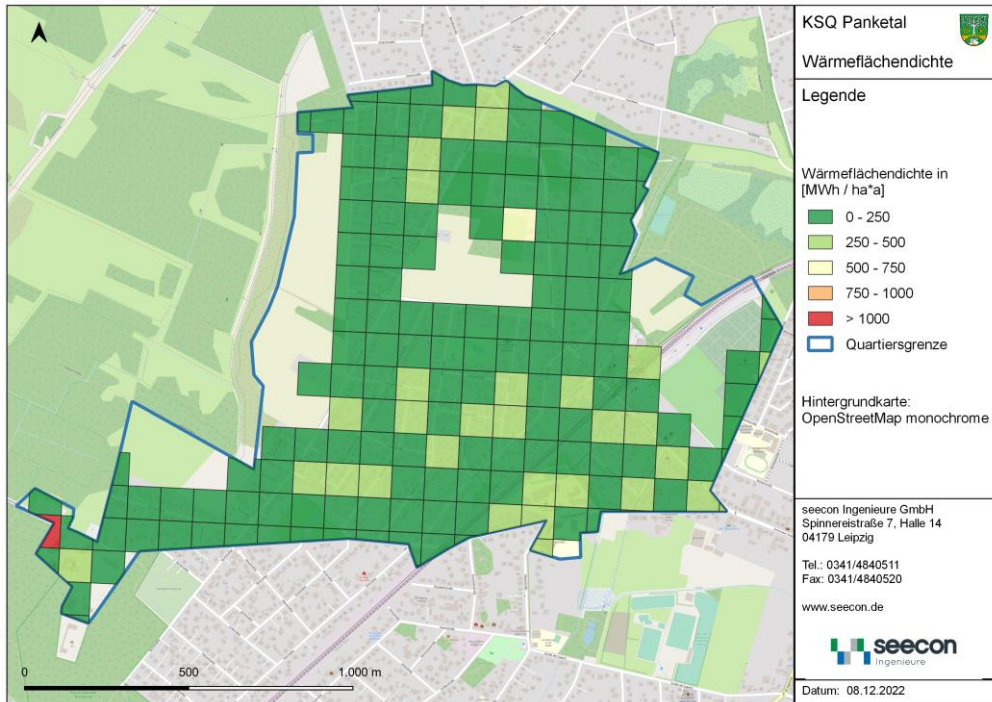 KSQ Panketal
Wärmeflächendichte
Legende
Wärmeflächendichte in
[MWh / ha*a]
0 - 250
250 - 500
500 - 750
750 - 1000
> 1000
Quartiersgrenze
Hintergrundkarte:
OpenStreetMap monochrome
seecon Ingenieure GmbH
Spinnereistraße 7, Halle 14
04179 Leipzig
Tel.: 0341/4840511
Fax: 0341/4840520
www.seecon.de
seecon
Ingenieure
Datum: 08.12.2022
0 500 1.000 m